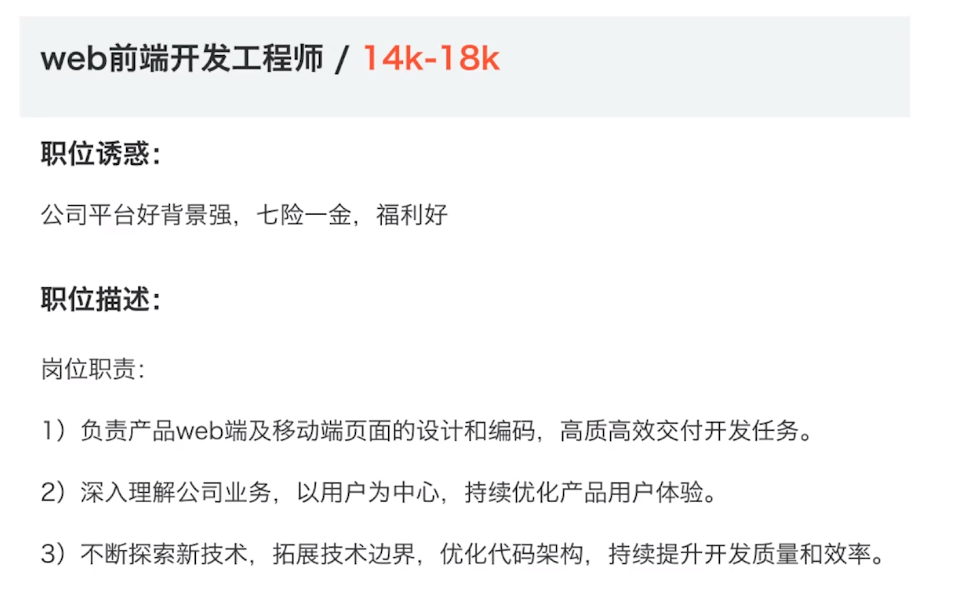 web前端开发工程师 / 14k-18k
职位诱惑：
公司平台好背景强，七险一金，福利好
职位描述：
岗位职责：
1）负责产品web端及移动端页面的设计和编码，高质高效交付开发任务。
2）深入理解公司业务，以用户为中心，持续优化产品用户体验。
3）不断探索新技术，拓展技术边界，优化代码架构，持续提升开发质量和效率。